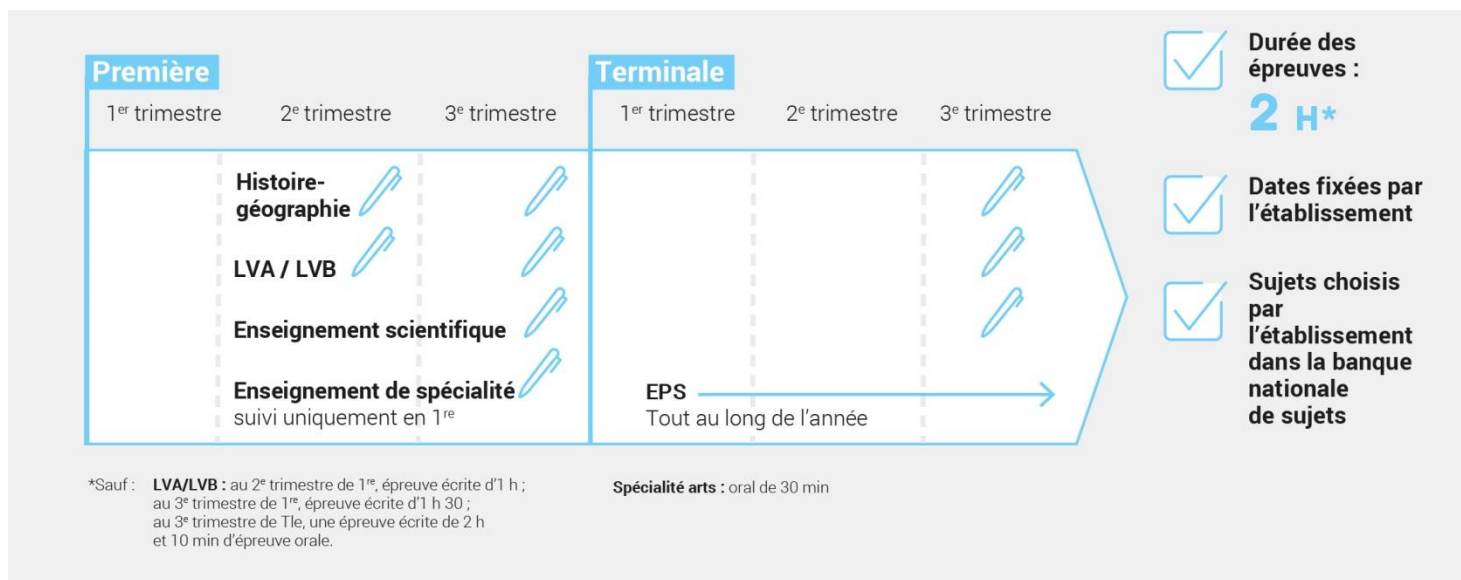 Première
1er trimestre
2e trimestre
3e trimestre
Terminale
1er trimestre
2e trimestre
3e trimestre
Histoire-
géographie
LVA / LVB
Enseignement scientifique
Enseignement de spécialité
suivi uniquement en 1re
EPS
Tout au long de l’année
Durée des
épreuves :
2 H*
Dates fixées par
l’établissement
Sujets choisis
par
l’établissement
dans la banque
nationale
de sujets
*Sauf : LVA/LVB : au 2e trimestre de 1re, épreuve écrite d’1 h ;
au 3e trimestre de 1re, épreuve écrite d’1 h 30 ;
au 3e trimestre de Tle, une épreuve écrite de 2 h
et 10 min d’épreuve orale.
Spécialité arts : oral de 30 min